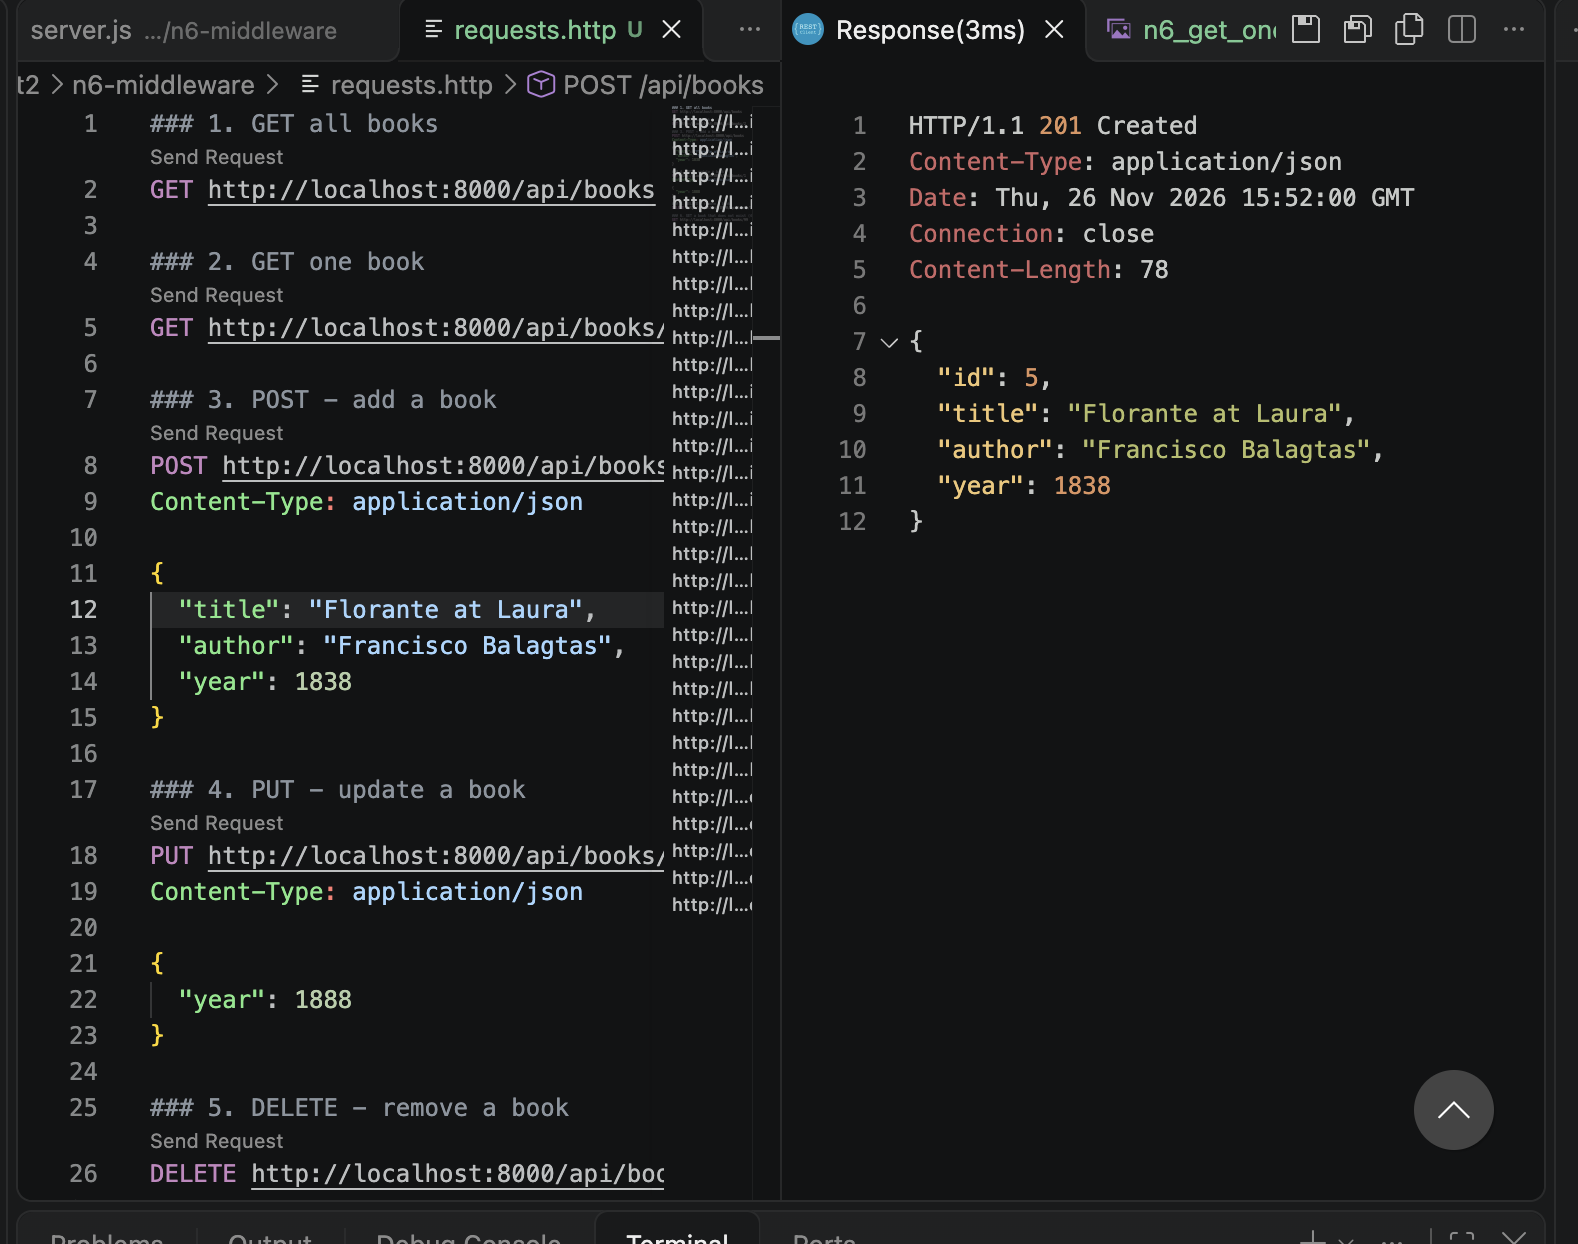 server.js .../n6-middleware
requests.http U
Response(3ms)
n6_get_on
n6-middleware > requests.http > POST /api/books
1 ### 1. GET all books
Send Request
2 GET http://localhost:8000/api/books
3
4 ### 2. GET one book
Send Request
5 GET http://localhost:8000/api/books/
6
7 ### 3. POST - add a book
Send Request
8 POST http://localhost:8000/api/books
9 Content-Type: application/json
10
11 {
12 "title": "Florante at Laura",
13 "author": "Francisco Balagtas",
14 "year": 1838
15 }
16
17 ### 4. PUT - update a book
Send Request
18 PUT http://localhost:8000/api/books/
19 Content-Type: application/json
20
21 {
22 "year": 1888
23 }
24
25 ### 5. DELETE - remove a book
Send Request
26 DELETE http://localhost:8000/api/boo
1 HTTP/1.1 201 Created
2 Content-Type: application/json
3 Date: Thu, 26 Nov 2026 15:52:00 GMT
4 Connection: close
5 Content-Length: 78
6
7 {
8 "id": 5,
9 "title": "Florante at Laura",
10 "author": "Francisco Balagtas",
11 "year": 1838
12 }
Problems Output Debug Console Terminal Ports